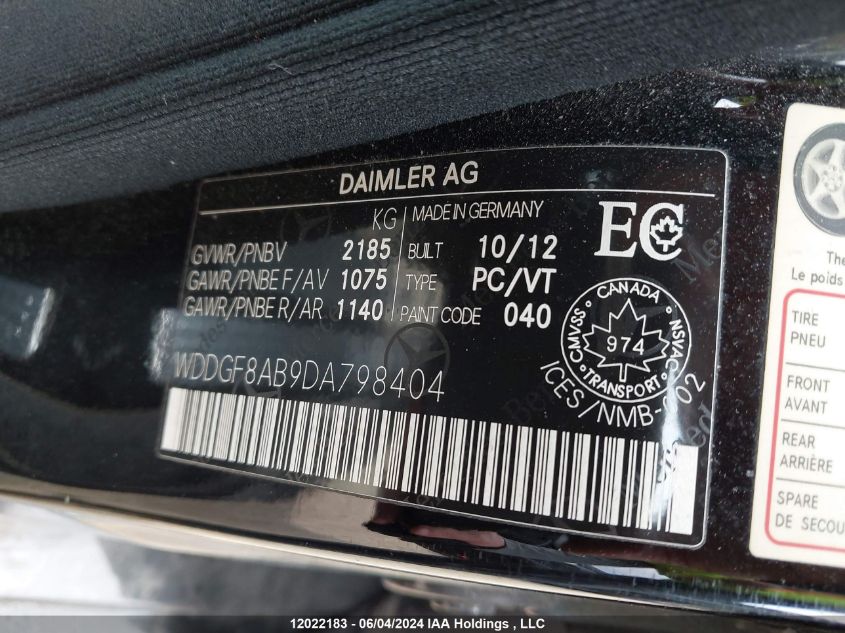 DAIMLER AG
KG MADE IN GERMANY
GVWR/PNBV 2185 BUILT 10/12
GAWR/PNBE F/AV 1075 TYPE PC/VT
GAWR/PNBE R/AR 1140 PAINT CODE 040
EC
CANADA
CMVSS NSVAC
974
TRANSPORT
WDDGF8AB9DA798404
ICES/NMB-002
The
Le poids
TIRE
PNEU
FRONT
AVANT
REAR
ARRIÈRE
SPARE
DE SECOU
12022183 - 06/04/2024 IAA Holdings , LLC